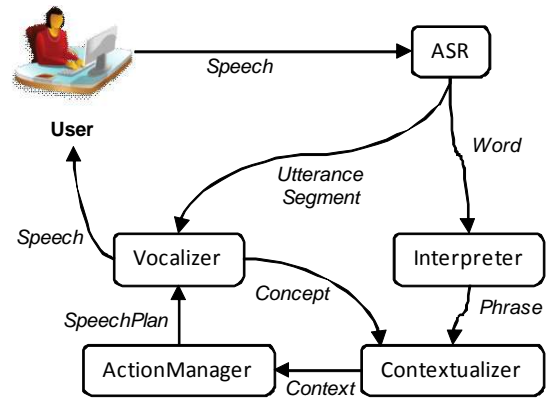 ASR
Speech
User
Word
Utterance
Segment
Speech
Vocalizer
Interpreter
Concept
Phrase
SpeechPlan
ActionManager
Context
Contextualizer